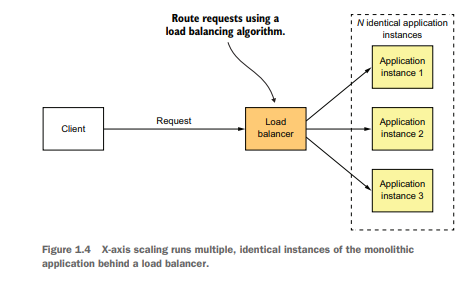 Route requests using a
load balancing algorithm.
N identical application
instances
Application
instance 1
Client
Request
Load
balancer
Application
instance 2
Application
instance 3
Figure 1.4 X-axis scaling runs multiple, identical instances of the monolithic
application behind a load balancer.